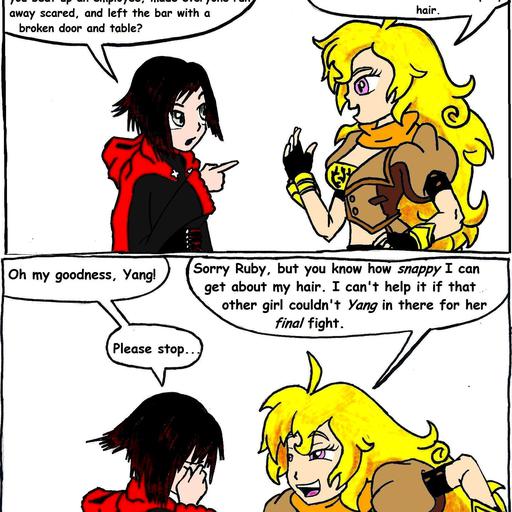 away scared, and left the bar with a
broken door and table?
hair.
Oh my goodness, Yang!
Please stop...
Sorry Ruby, but you know how snappy I can
get about my hair. I can't help it if that
other girl couldn't Yang in there for her
final fight.